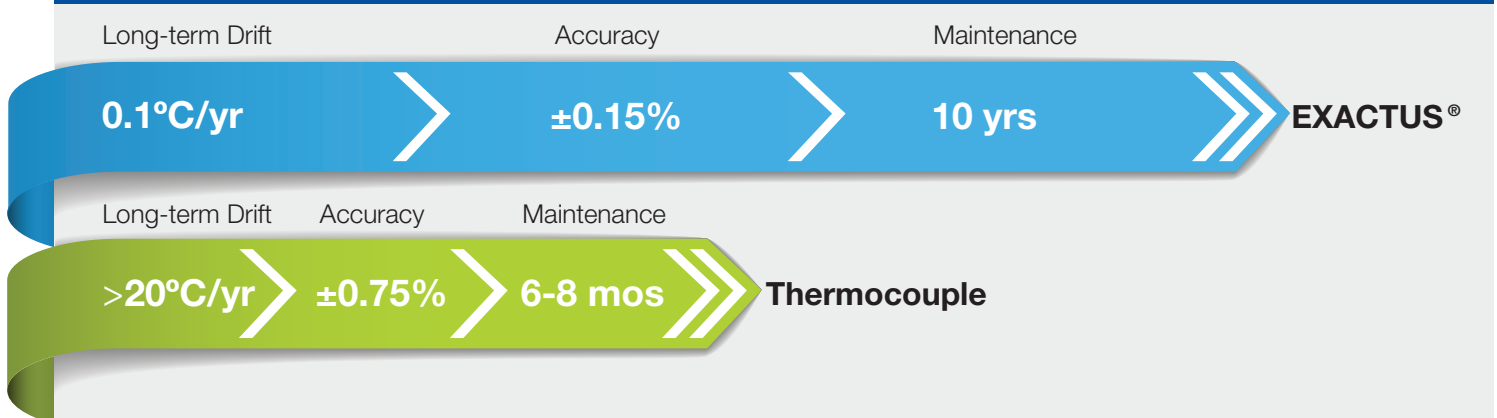 Long-term Drift Accuracy Maintenance
0.1ºC/yr ±0.15% 10 yrs EXACTUS®
Long-term Drift Accuracy Maintenance
>20ºC/yr ±0.75% 6-8 mos Thermocouple